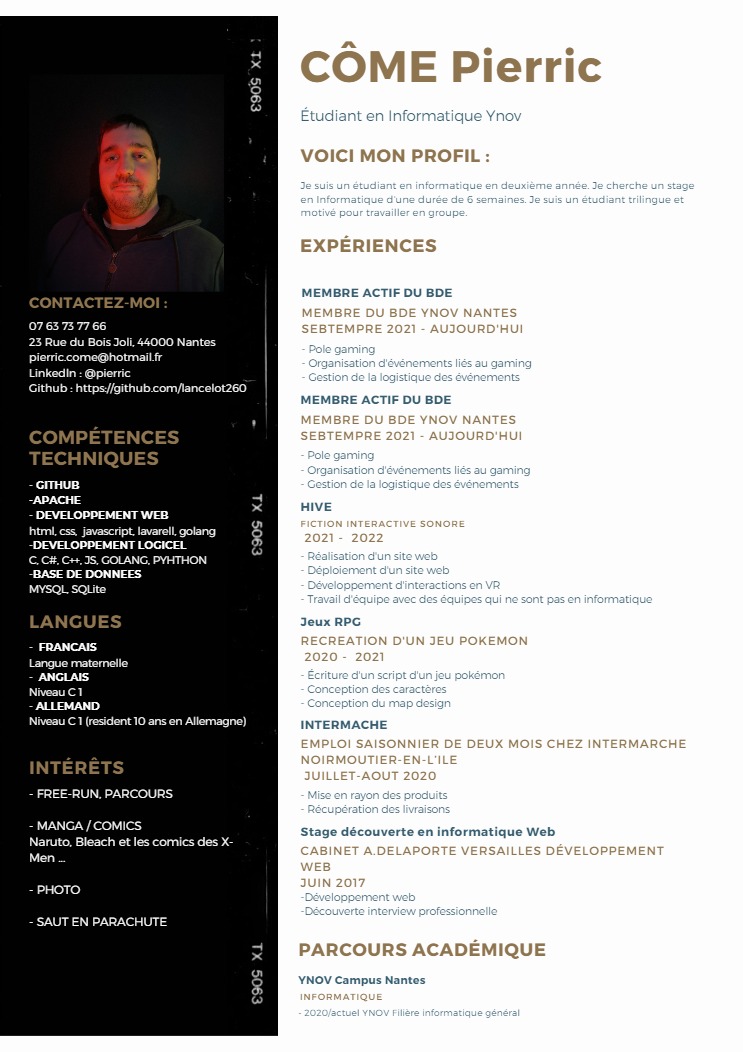 TX 5063
CONTACTEZ-MOI :
07 63 73 77 66
23 Rue du Bois Joli, 44000 Nantes
pierric.come@hotmail.fr
LinkedIn : @pierric
Github : https://github.com/lancelot260
COMPÉTENCES
TECHNIQUES
- GITHUB
-APACHE
- DEVELOPPEMENT WEB
html, css, javascript, lavarell, golang
-DEVELOPPEMENT LOGICEL
C, C#, C++, JS, GOLANG, PYHTHON
-BASE DE DONNEES
MYSQL, SQLite
TX 5063
LANGUES
- FRANCAIS
Langue maternelle
- ANGLAIS
Niveau C 1
- ALLEMAND
Niveau C 1 (resident 10 ans en Allemagne)
INTÉRÊTS
- FREE-RUN, PARCOURS
- MANGA / COMICS
Naruto, Bleach et les comics des X-
Men ...
- PHOTO
- SAUT EN PARACHUTE
TX 5063
CÔME Pierric
Étudiant en Informatique Ynov
VOICI MON PROFIL :
Je suis un étudiant en informatique en deuxième année. Je cherche un stage
en Informatique d'une durée de 6 semaines. Je suis un étudiant trilingue et
motivé pour travailler en groupe.
EXPÉRIENCES
MEMBRE ACTIF DU BDE
MEMBRE DU BDE YNOV NANTES
SEBTEMPRE 2021 - AUJOURD'HUI
- Pole gaming
- Organisation d'événements liés au gaming
- Gestion de la logistique des événements
MEMBRE ACTIF DU BDE
MEMBRE DU BDE YNOV NANTES
SEBTEMPRE 2021 - AUJOURD'HUI
- Pole gaming
- Organisation d'événements liés au gaming
- Gestion de la logistique des événements
HIVE
FICTION INTERACTIVE SONORE
2021 - 2022
- Réalisation d'un site web
- Déploiement d'un site web
- Développement d'interactions en VR
- Travail d'équipe avec des équipes qui ne sont pas en informatique
Jeux RPG
RECREATION D'UN JEU POKEMON
2020 - 2021
- Écriture d'un script d'un jeu pokémon
- Conception des caractères
- Conception du map design
INTERMACHE
EMPLOI SAISONNIER DE DEUX MOIS CHEZ INTERMARCHE
NOIRMOUTIER-EN-L'ILE
JUILLET-AOUT 2020
- Mise en rayon des produits
- Récupération des livraisons
Stage découverte en informatique Web
CABINET A.DELAPORTE VERSAILLES DÉVELOPPEMENT
WEB
JUIN 2017
-Développement web
-Découverte interview professionnelle
PARCOURS ACADÉMIQUE
YNOV Campus Nantes
INFORMATIQUE
- 2020/actuel YNOV Filière informatique général